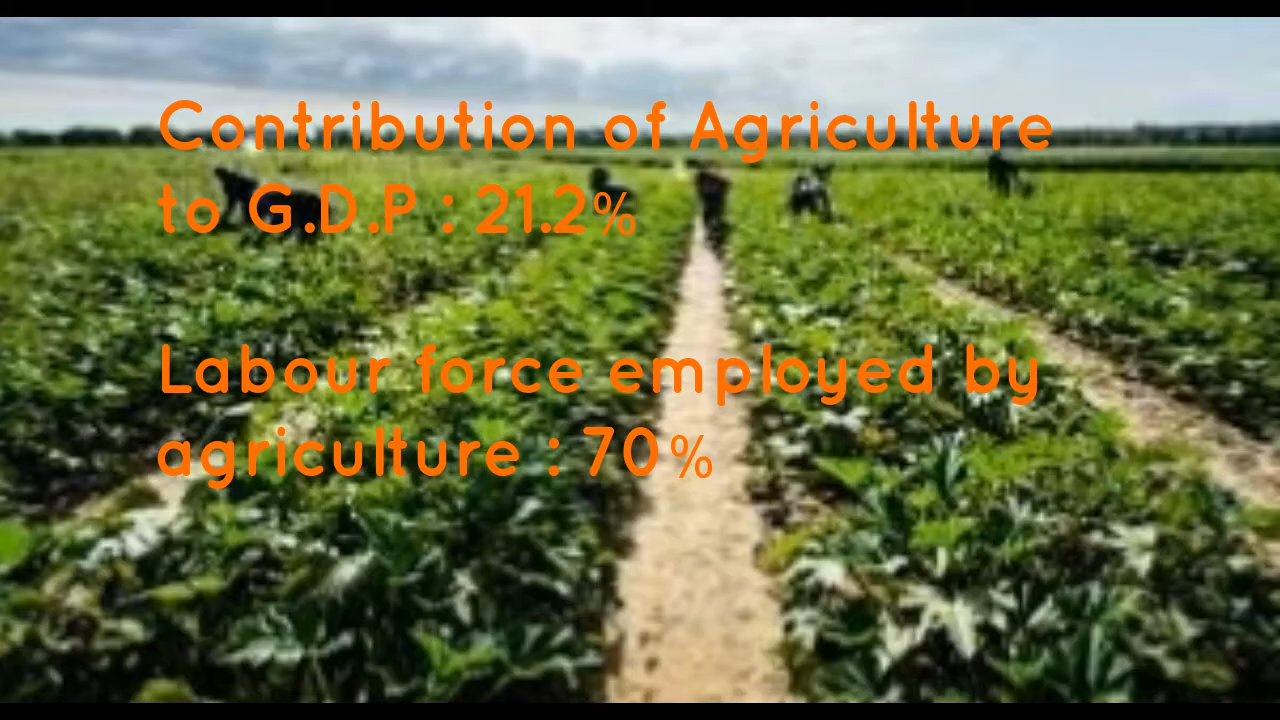 Contribution of Agriculture
to G.D.P : 21.2%
Labour force employed by
agriculture : 70%